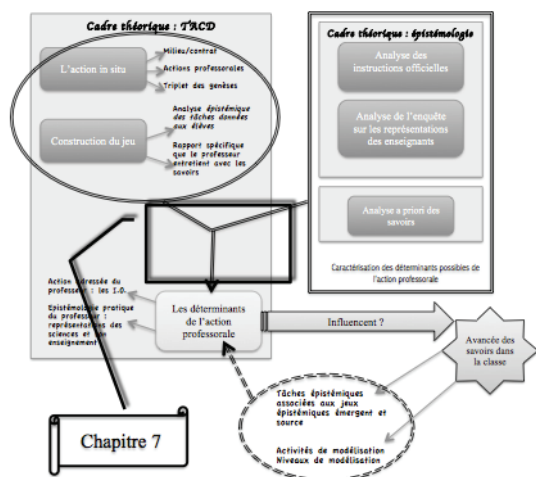 Cadre théorique : TACD
L'action in situ
Milieu/contrat
Actions professorales
Triplet des genèses
Construction du jeu
Analyse épistémique
des tâches données
aux élèves
Rapport spécifique
que le professeur
entretient avec les
savoirs
Cadre théorique : épistémologie
Analyse des
instructions officielles
Analyse de l'enquête
sur les représentations
des enseignants
Analyse a priori des
savoirs
Caractérisation des déterminants possibles de
l'action professorale
Action adressée du
professeur : les I.D.
Epistémologie pratique
du professeur :
représentations des
sciences et son
enseignement
Les déterminants
de l'action
professorale
Influencent ?
Avancée des
savoirs dans
la classe
Tâches épistémiques
associées aux jeux
épistémiques émergent et
source
Activités de modélisation
Niveaux de modélisation
Chapitre 7